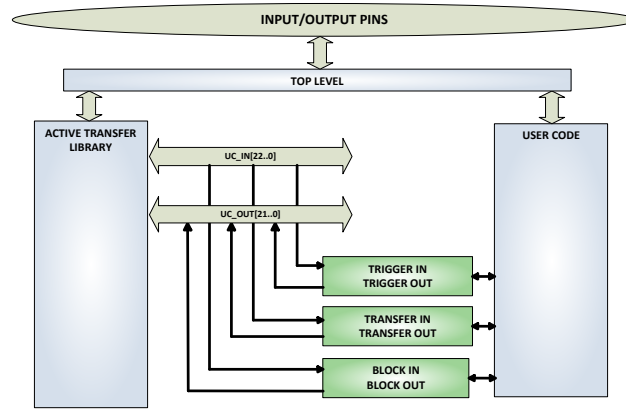 INPUT/OUTPUT PINS
TOP LEVEL
ACTIVE TRANSFER
LIBRARY
USER CODE
UC_IN[22..0]
UC_OUT[21..0]
TRIGGER IN
TRIGGER OUT
TRANSFER IN
TRANSFER OUT
BLOCK IN
BLOCK OUT